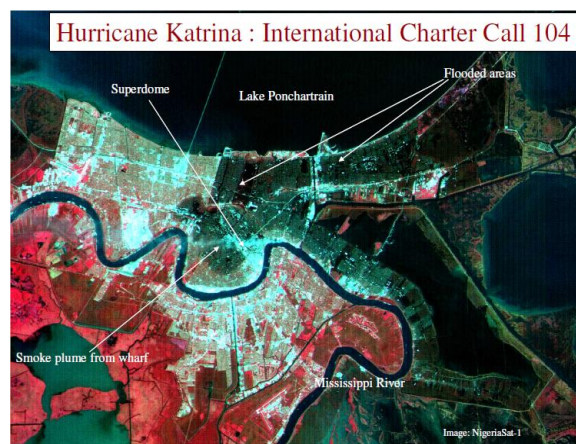 Hurricane Katrina : International Charter Call 104
Superdome
Lake Ponchartrain
Flooded areas
Smoke plume from wharf
Mississippi River
Image: NigeriaSat-1